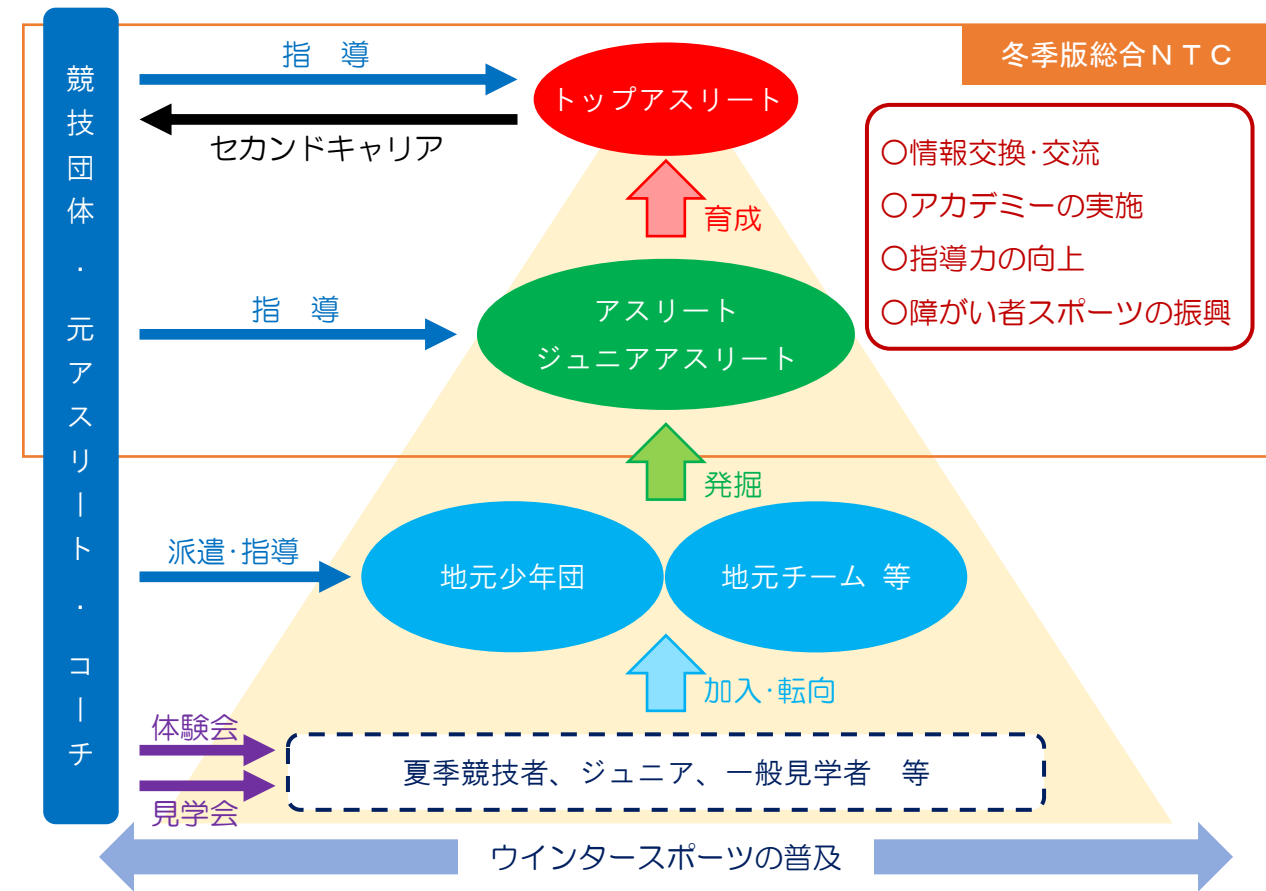 冬季版総合ＮＴＣ
競技団体・元アスリート・コーチ
指　導
トップアスリート
セカンドキャリア
○情報交換･交流
○アカデミーの実施
○指導力の向上
○障がい者スポーツの振興
育成
指　導
アスリート
ジュニアアスリート
発掘
派遣･指導
地元少年団
地元チーム 等
加入･転向
体験会
夏季競技者、ジュニア、一般見学者　等
見学会
ウインタースポーツの普及